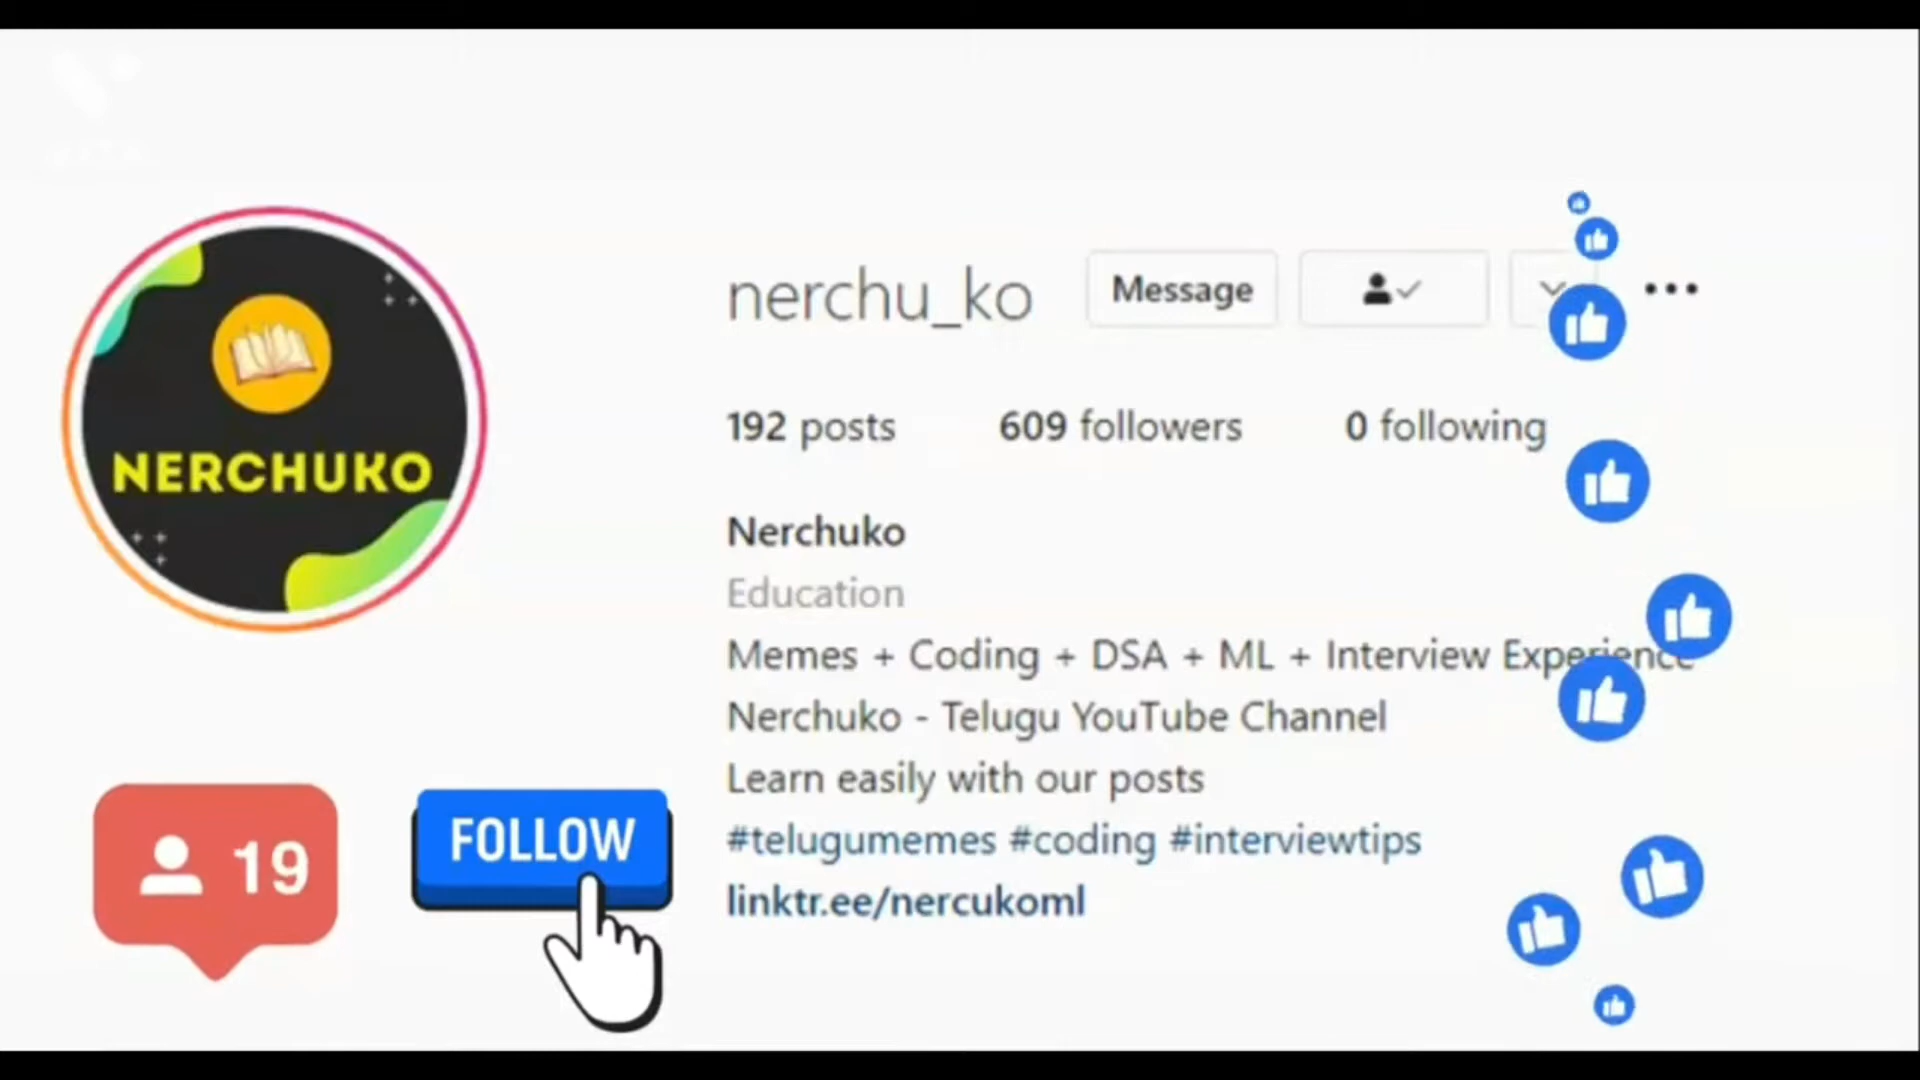 nerchu_ko Message
192 posts 609 followers 0 following
NERCHUKO
Nerchuko
Education
Memes + Coding + DSA + ML + Interview Experience
Nerchuko - Telugu YouTube Channel
Learn easily with our posts
19 FOLLOW #telugumemes #coding #interviewtips
linktr.ee/nercukoml